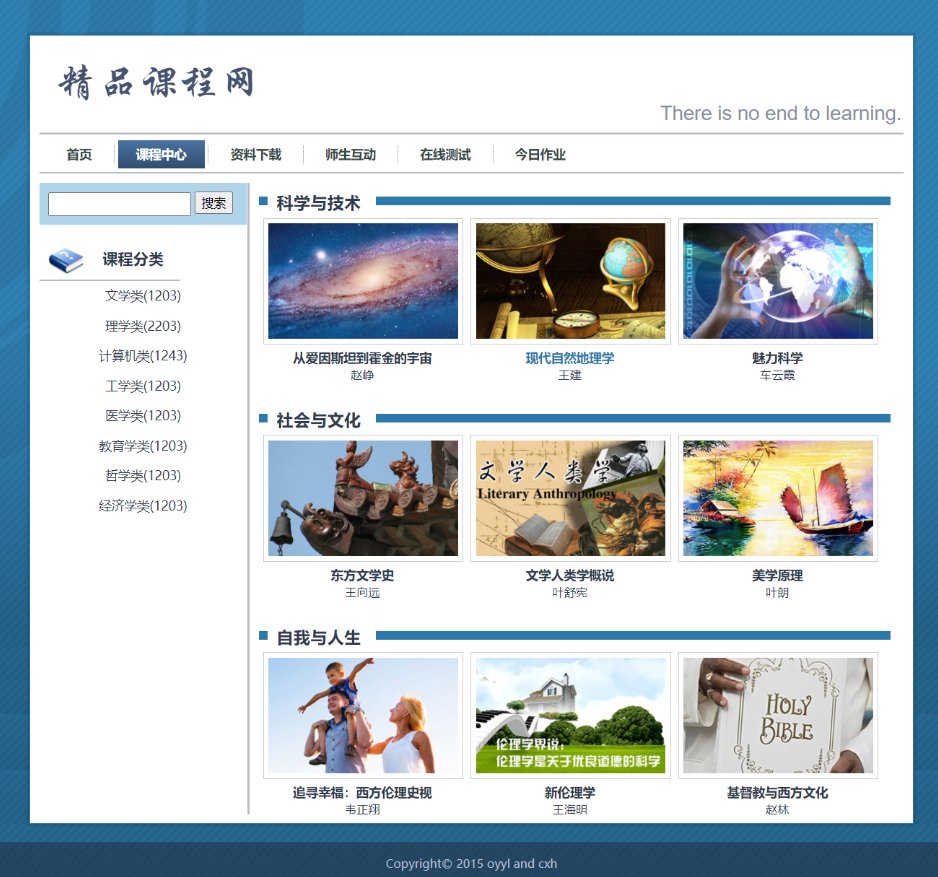 精品课程网
There is no end to learning.
首页 课程中心 资料下载 师生互动 在线测试 今日作业
搜索
课程分类
文学类(1203)
理学类(2203)
计算机类(1243)
工学类(1203)
医学类(1203)
教育学类(1203)
哲学类(1203)
经济学类(1203)
科学与技术
从爱因斯坦到霍金的宇宙 现代自然地理学 魅力科学
赵峥 王建 车云霞
社会与文化
文学人类学
Literary Anthropology
东方文学史 文学人类学概说 美学原理
王向远 叶舒宪 叶朗
自我与人生
伦理学界说：
伦理学是关于优良道德的科学
HOLY
BIBLE
追寻幸福：西方伦理史视 新伦理学 基督教与西方文化
韦正翔 王海明 赵林
Copyright© 2015 oyyl and cxh